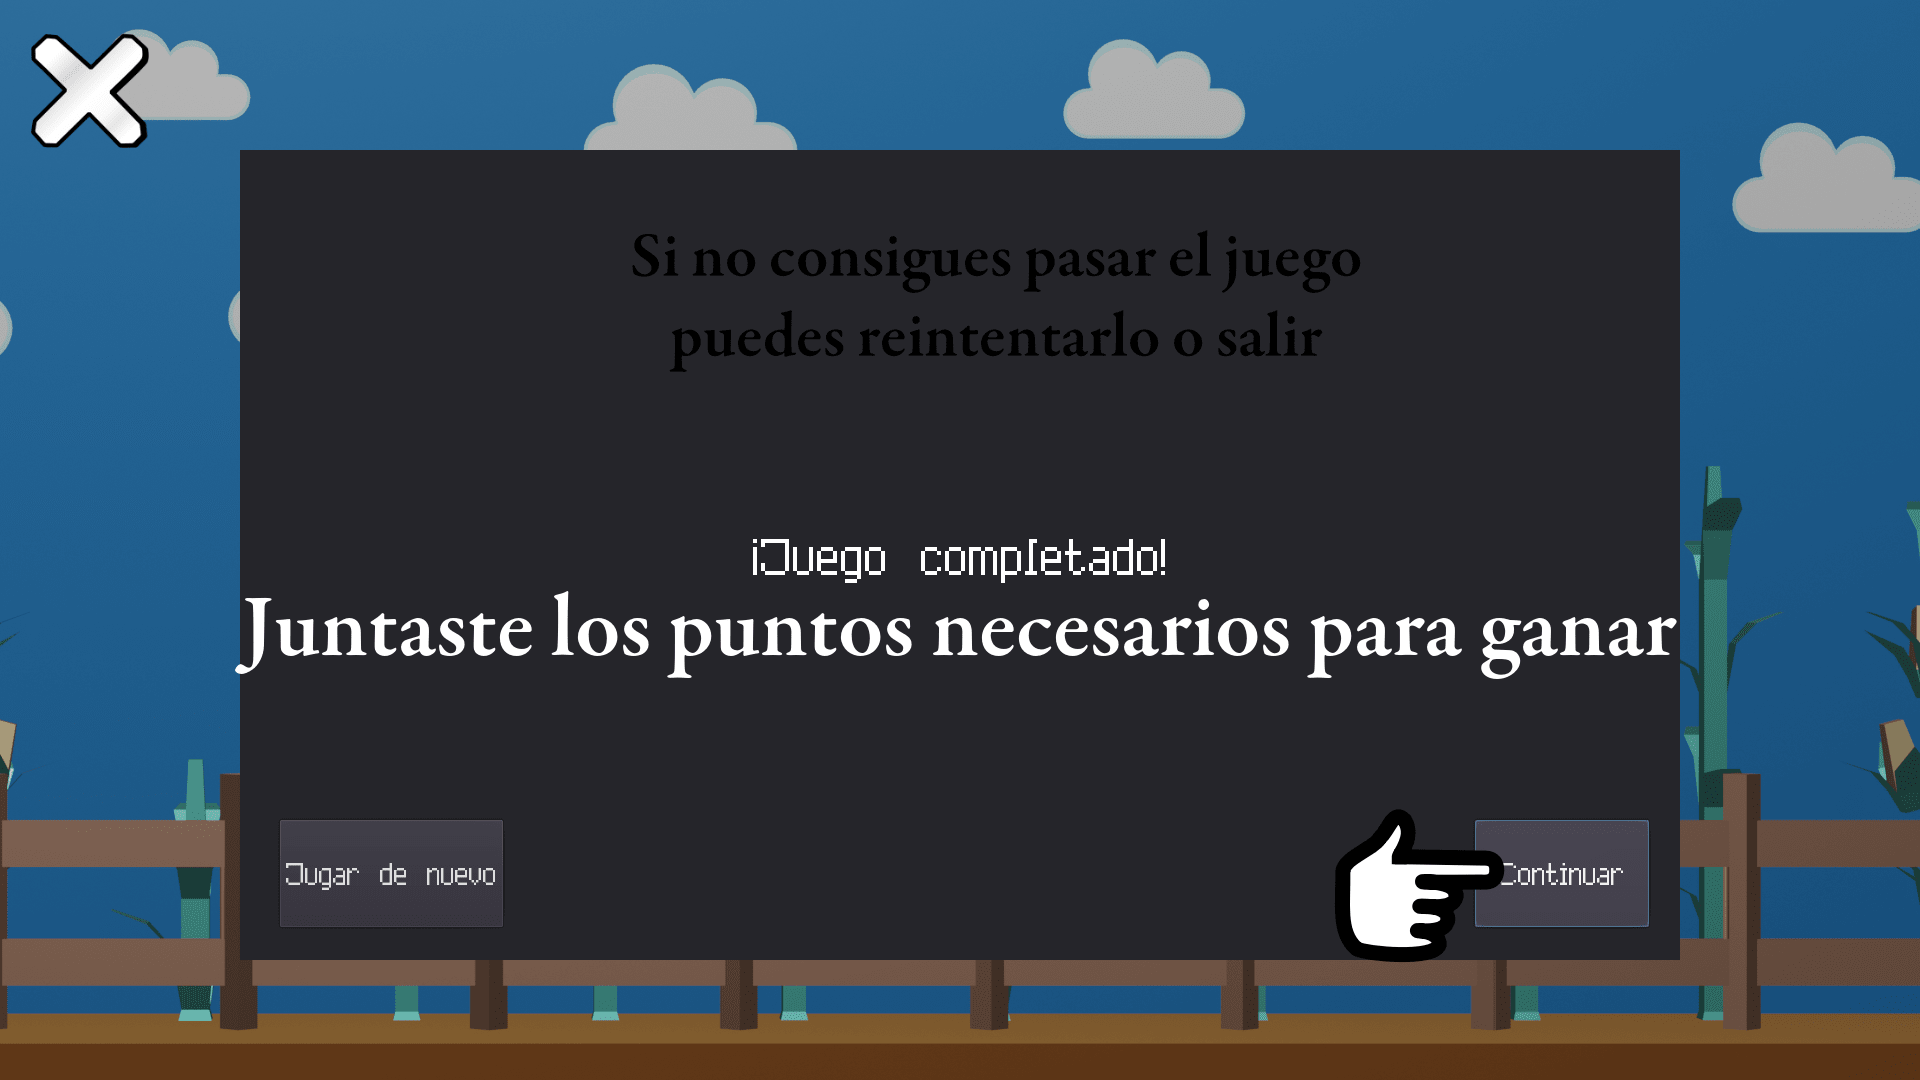 Si no consigues pasar el juego
puedes reintentarlo o salir
¡Juego completado!
Juntaste los puntos necesarios para ganar
Jugar de nuevo
Continuar